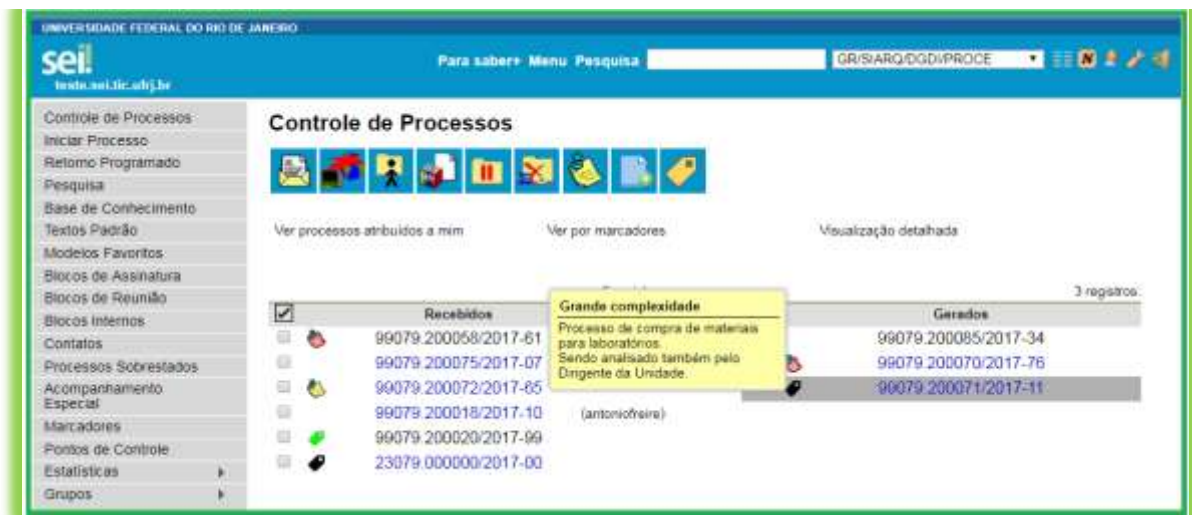 UNIVERSIDADE FEDERAL DO RIO DE JANEIRO
sei!
teste.sei.tic.ufrj.br
Para saber+ Menu Pesquisa
GR/SIARQ/DGDI/PROCE
N
Controle de Processos
Iniciar Processo
Retorno Programado
Pesquisa
Base de Conhecimento
Textos Padrão
Modelos Favoritos
Blocos de Assinatura
Blocos de Reunião
Blocos Internos
Contatos
Processos Sobrestados
Acompanhamento
Especial
Marcadores
Pontos de Controle
Estatísticas
Grupos
Controle de Processos
Ver processos atribuídos a mim Ver por marcadores Visualização detalhada
3 registros:
Recebidos
99079.200058/2017-61
99079.200075/2017-07
99079.200072/2017-65
99079.200018/2017-10 (antoniofreire)
99079.200020/2017-99
23079.000000/2017-00
Grande complexidade
Processo de compra de materiais
para laboratórios.
Sendo analisado também pelo
Dirigente da Unidade.
Gerados
99079.200085/2017-34
99079.200070/2017-76
99079.200071/2017-11